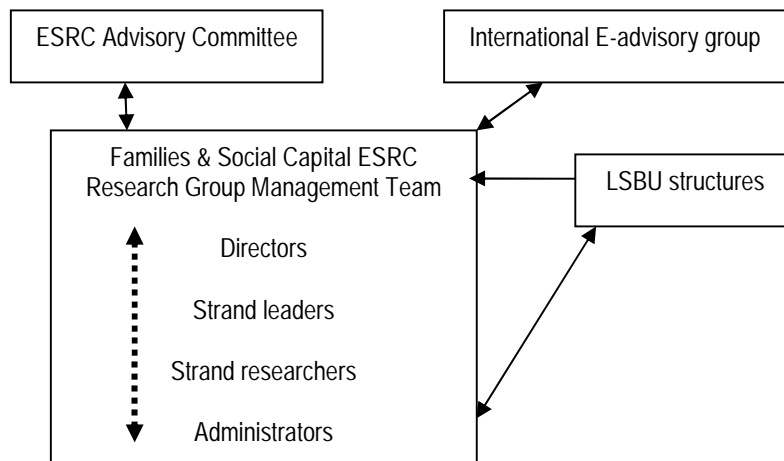 ESRC Advisory Committee
International E-advisory group
Families & Social Capital ESRC
Research Group Management Team
LSBU structures
Directors
Strand leaders
Strand researchers
Administrators